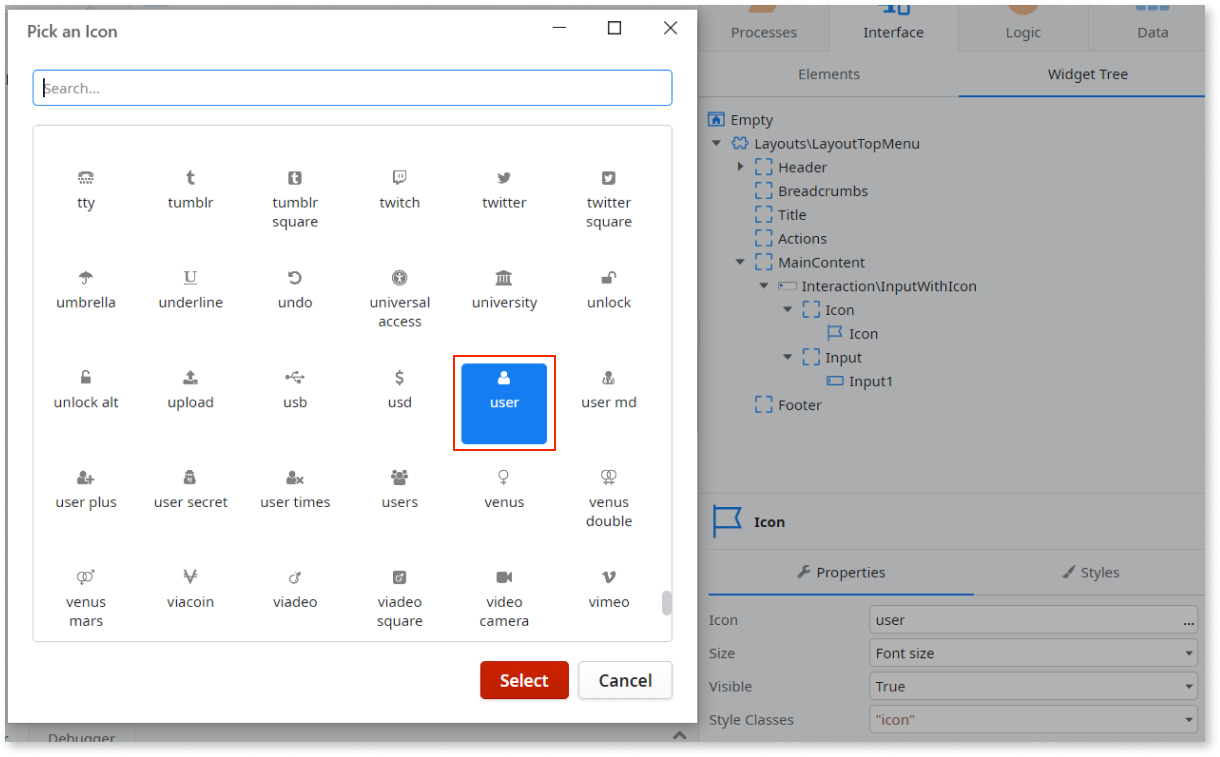 Pick an Icon
Search...
tty tumblr tumblr square twitch twitter twitter square
umbrella underline undo universal access university unlock
unlock alt upload usb usd user user md
user plus user secret user times users venus venus double
venus mars viacoin viadeo viadeo square video camera vimeo
Select Cancel
Debugger
Processes Interface Logic Data
Elements Widget Tree
Empty
Layouts\LayoutTopMenu
Header
Breadcrumbs
Title
Actions
MainContent
Interaction\InputWithIcon
Icon
Icon
Input
Input1
Footer
Icon
Properties Styles
Icon user ...
Size Font size
Visible True
Style Classes "icon"